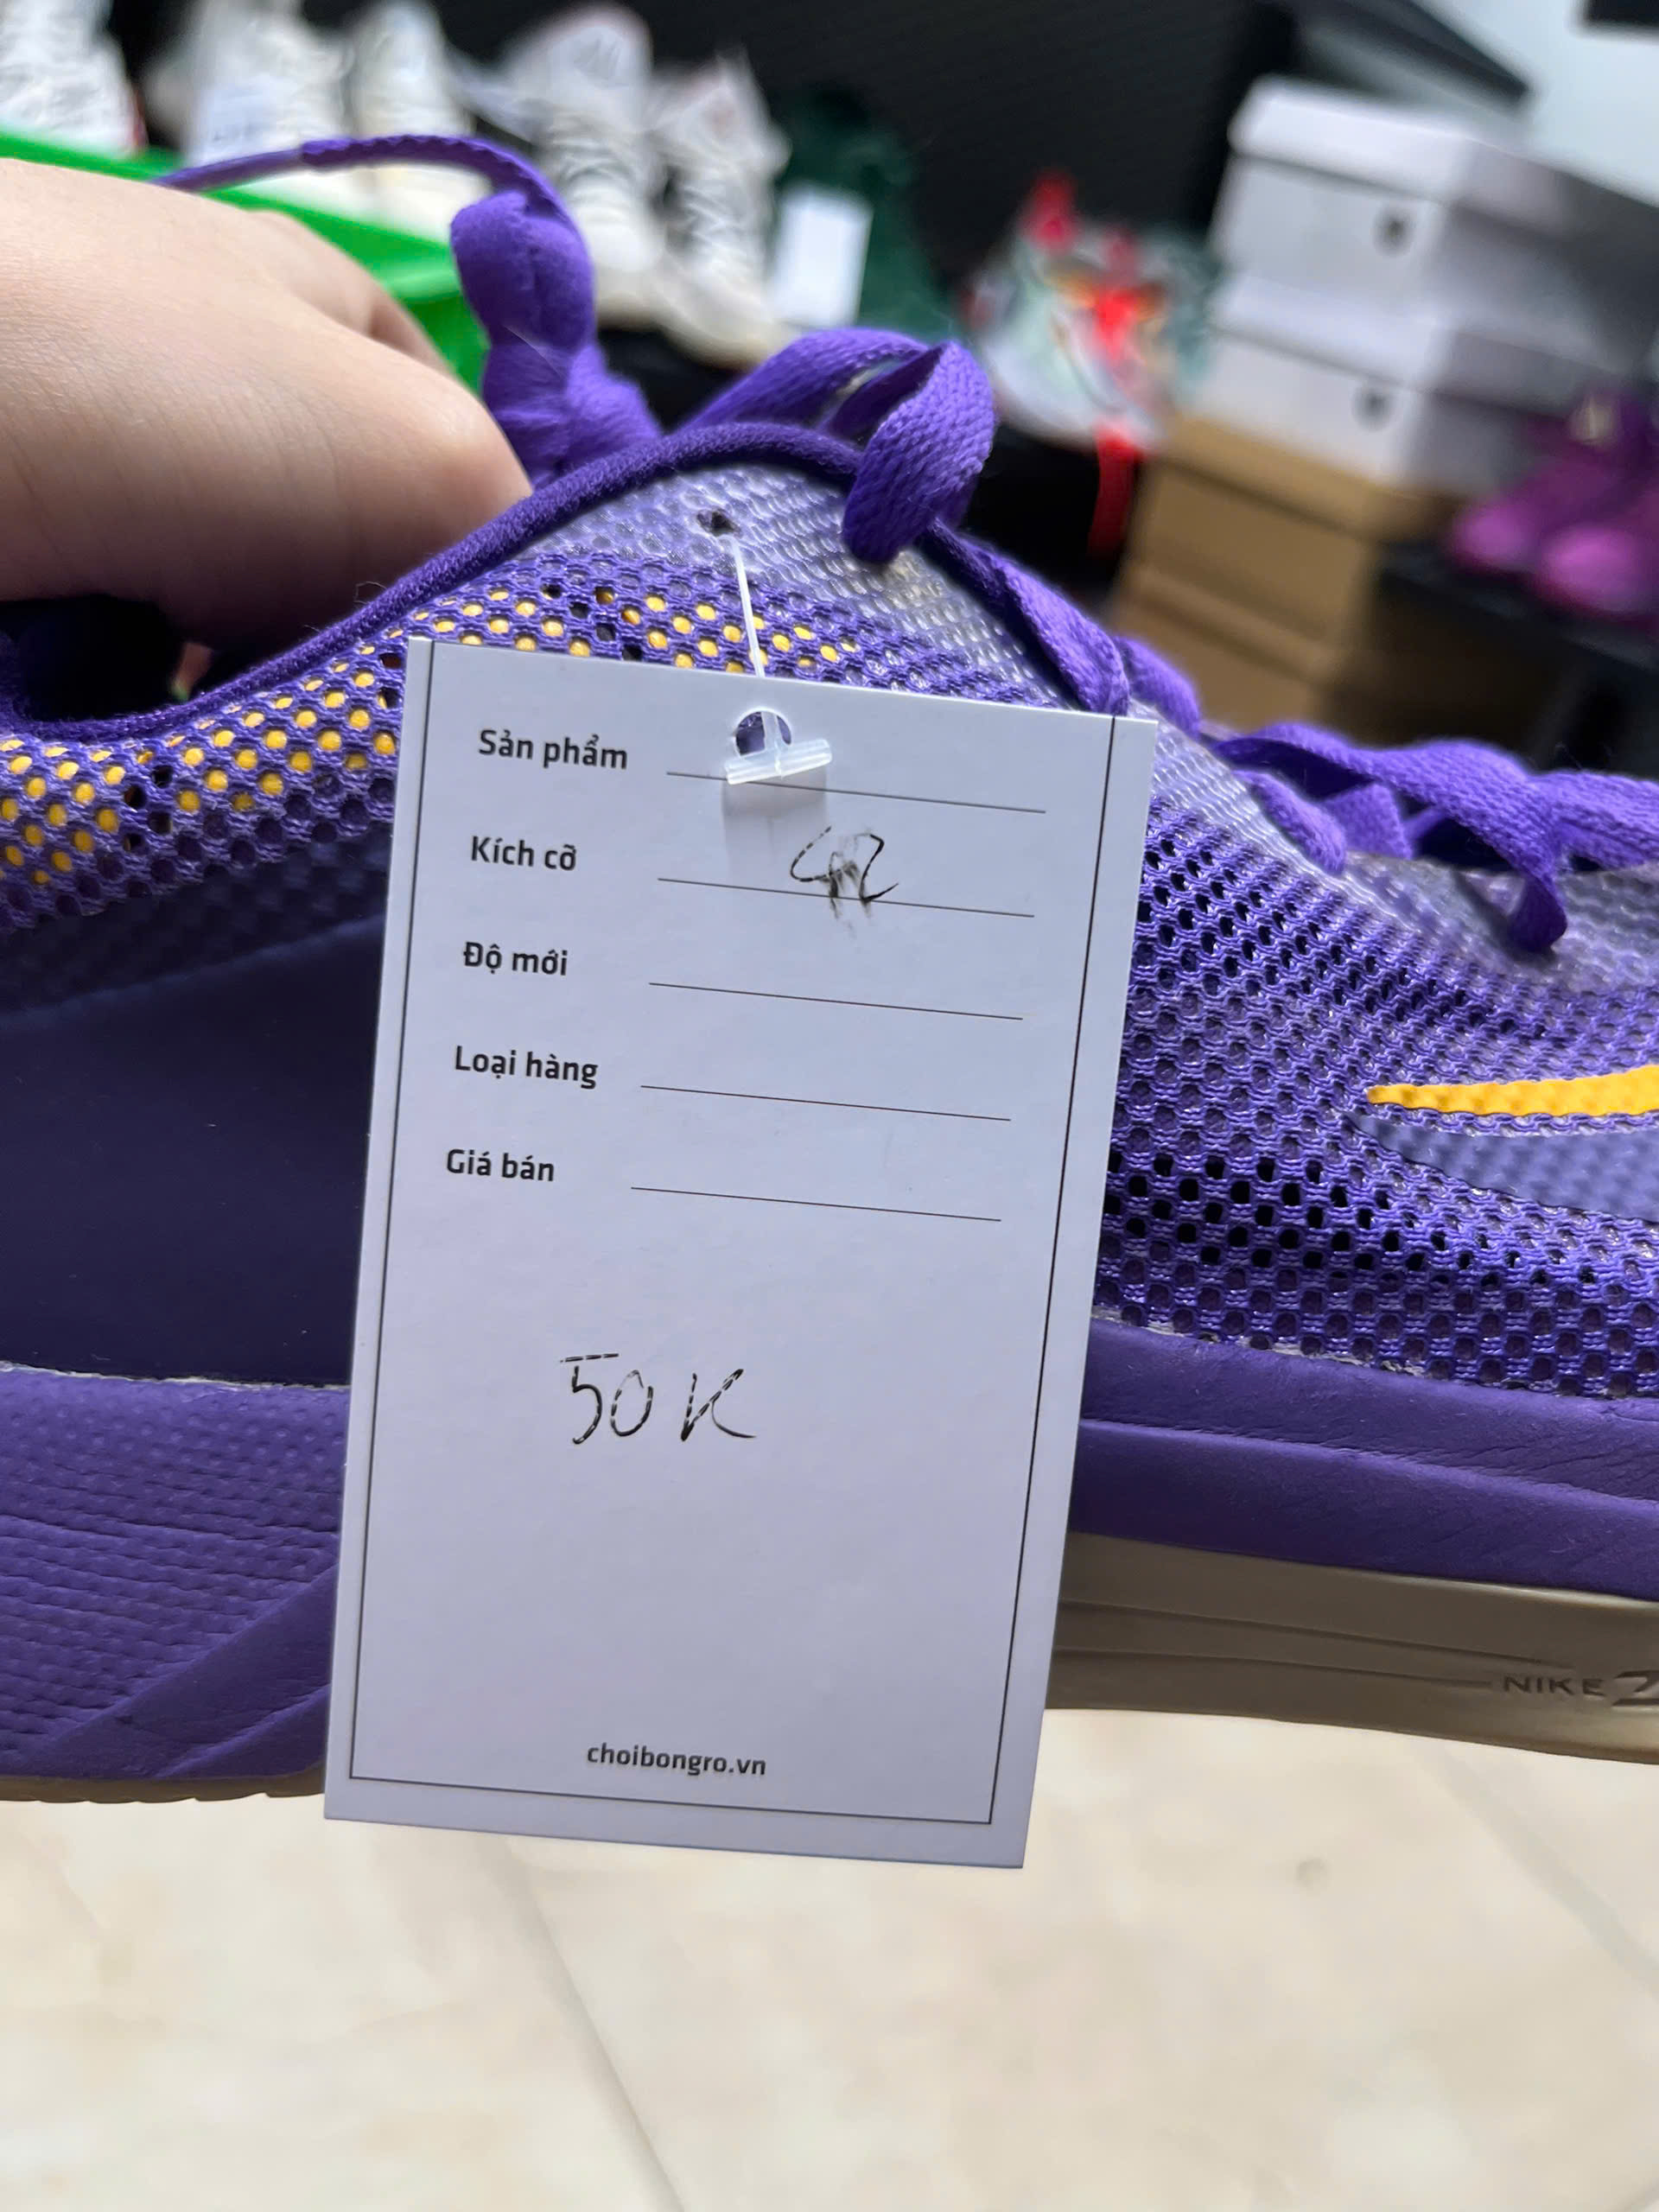 Sản phẩm
Kích cỡ 42
Độ mới
Loại hàng
Giá bán
50K
choibongro.vn
NIKE